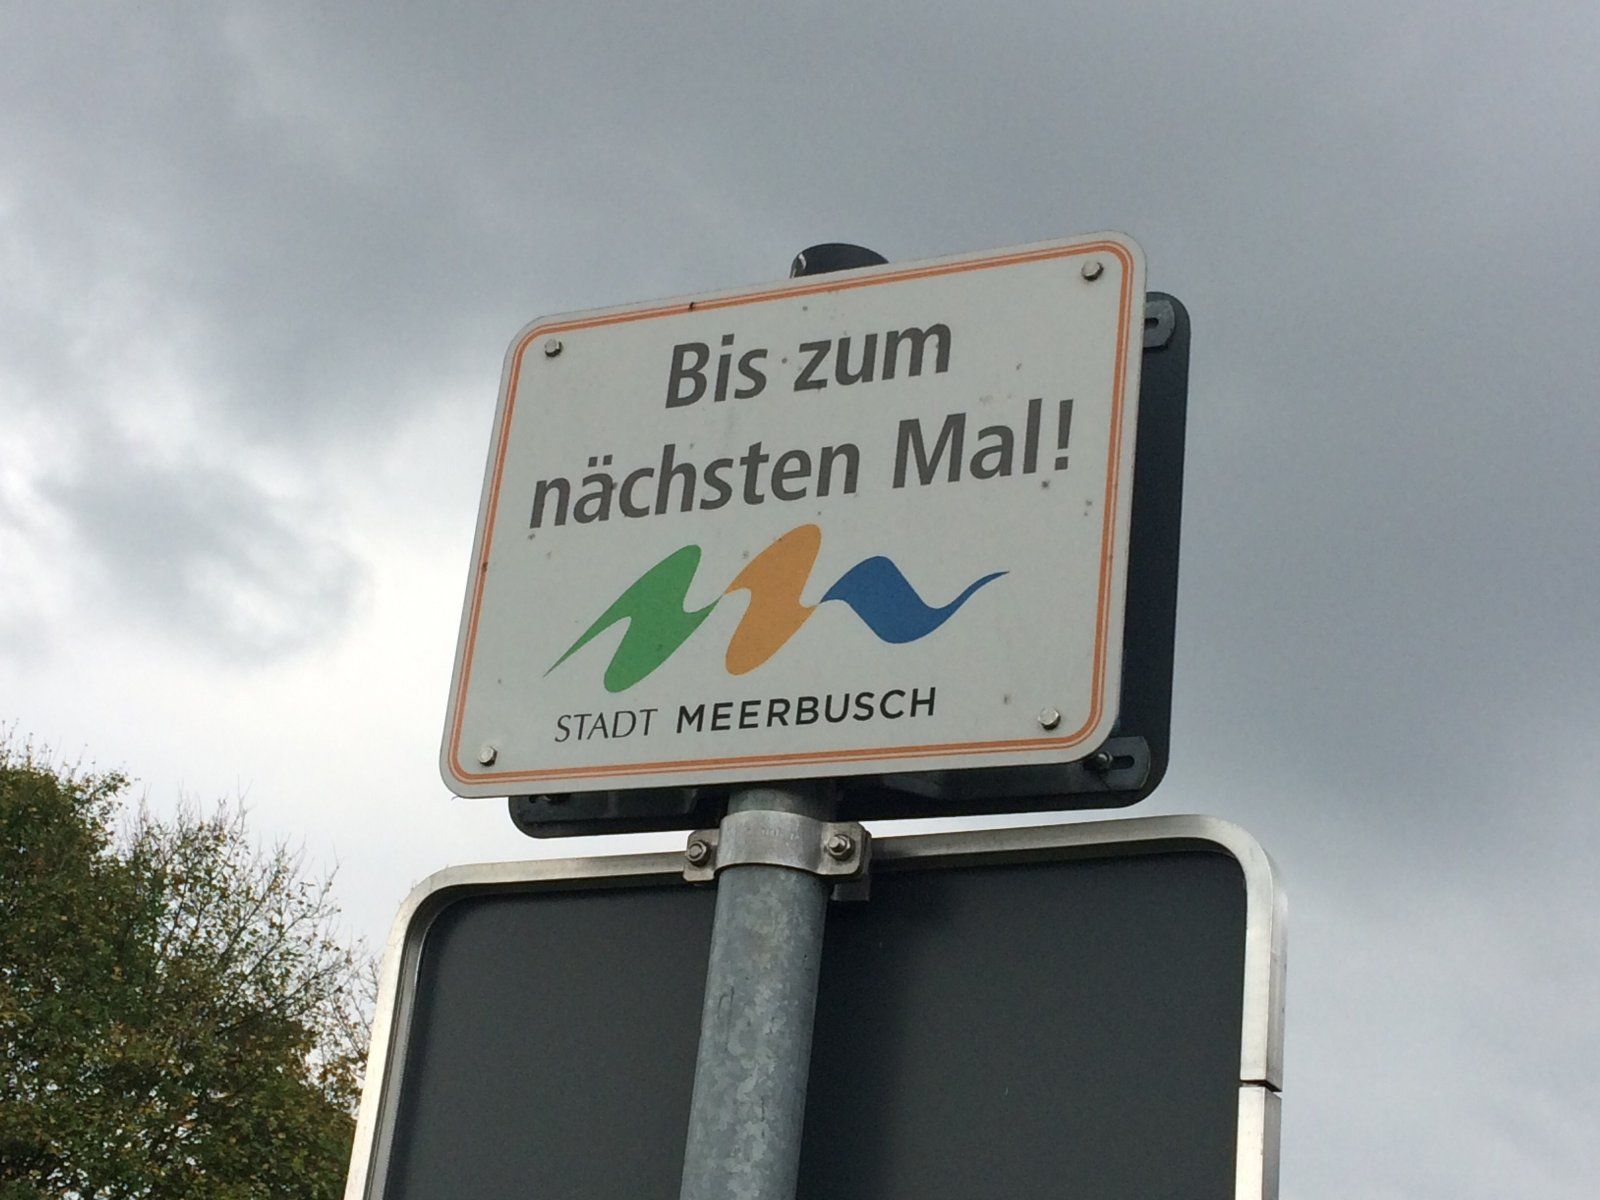 Bis zum
nächsten Mal!
STADT MEERBUSCH